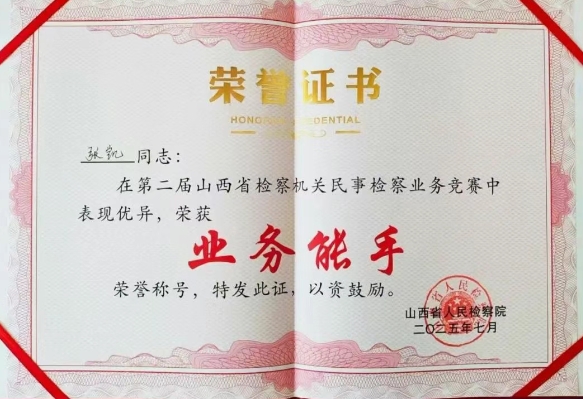 荣誉证书
HONORARY CREDENTIAL
张凯 同志：
在第二届山西省检察机关民事检察业务竞赛中
表现优异，荣获
业务能手
荣誉称号，特发此证，以资鼓励。
山西省人民检察院
二〇二五年七月